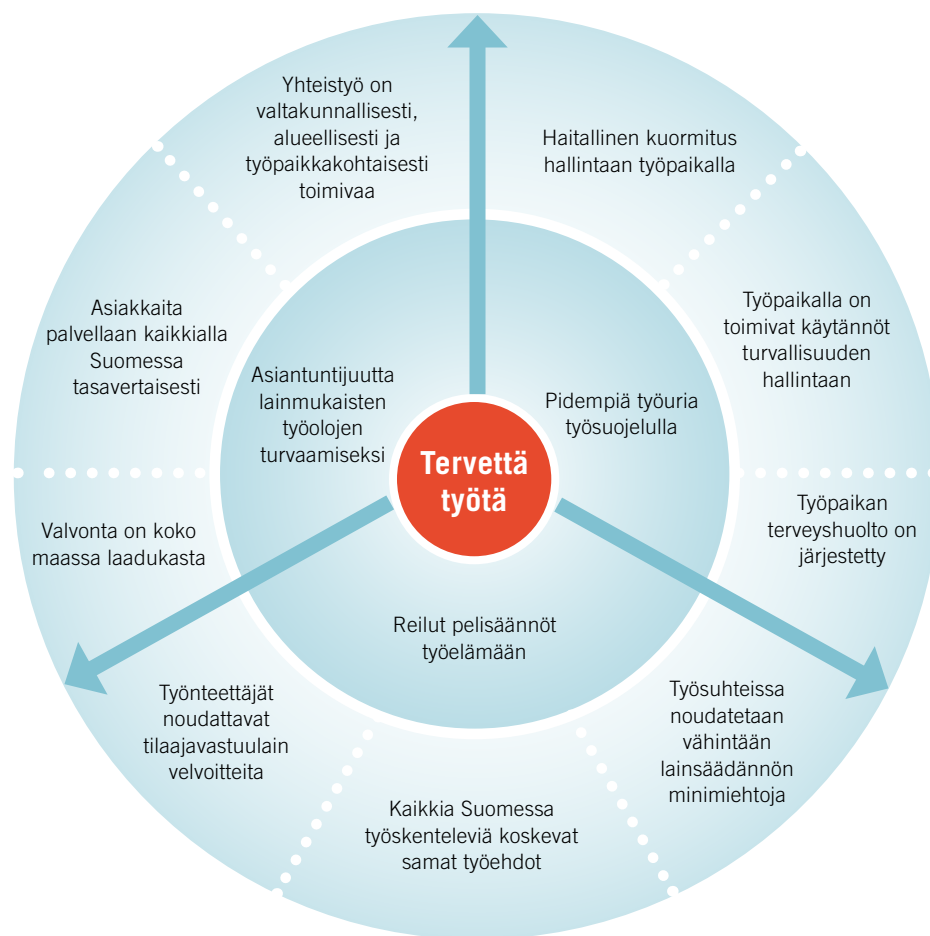 Yhteistyö on
valtakunnallisesti,
alueellisesti ja
työpaikkakohtaisesti
toimivaa
Haitallinen kuormitus
hallintaan työpaikalla
Asiakkaita
palvellaan kaikkialla
Suomessa
tasavertaisesti
Työpaikalla on
toimivat käytännöt
turvallisuuden
hallintaan
Asiantuntijuutta
lainmukaisten
työolojen
turvaamiseksi
Pidempiä työuria
työsuojelulla
Tervettä
työtä
Valvonta on koko
maassa laadukasta
Työpaikan
terveyshuolto on
järjestetty
Reilut pelisäännöt
työelämään
Työnteettäjät
noudattavat
tilaajavastuulain
velvoitteita
Työsuhteissa
noudatetaan
vähintään
lainsäädännön
minimiehtoja
Kaikkia Suomessa
työskenteleviä koskevat
samat työehdot